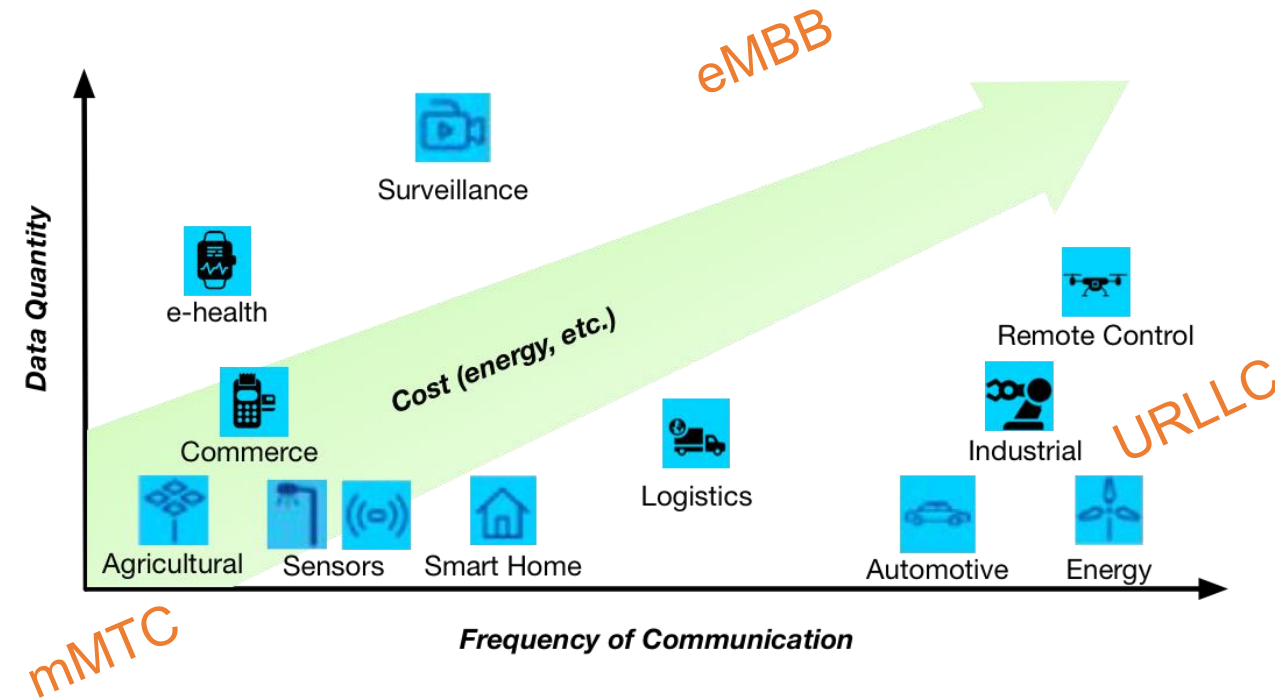 eMBB
Surveillance
Data Quantity
e-health
Cost (energy, etc.)
Remote Control
Commerce
Industrial
URLLC
Logistics
Agricultural
Sensors
Smart Home
Automotive
Energy
mMTC
Frequency of Communication